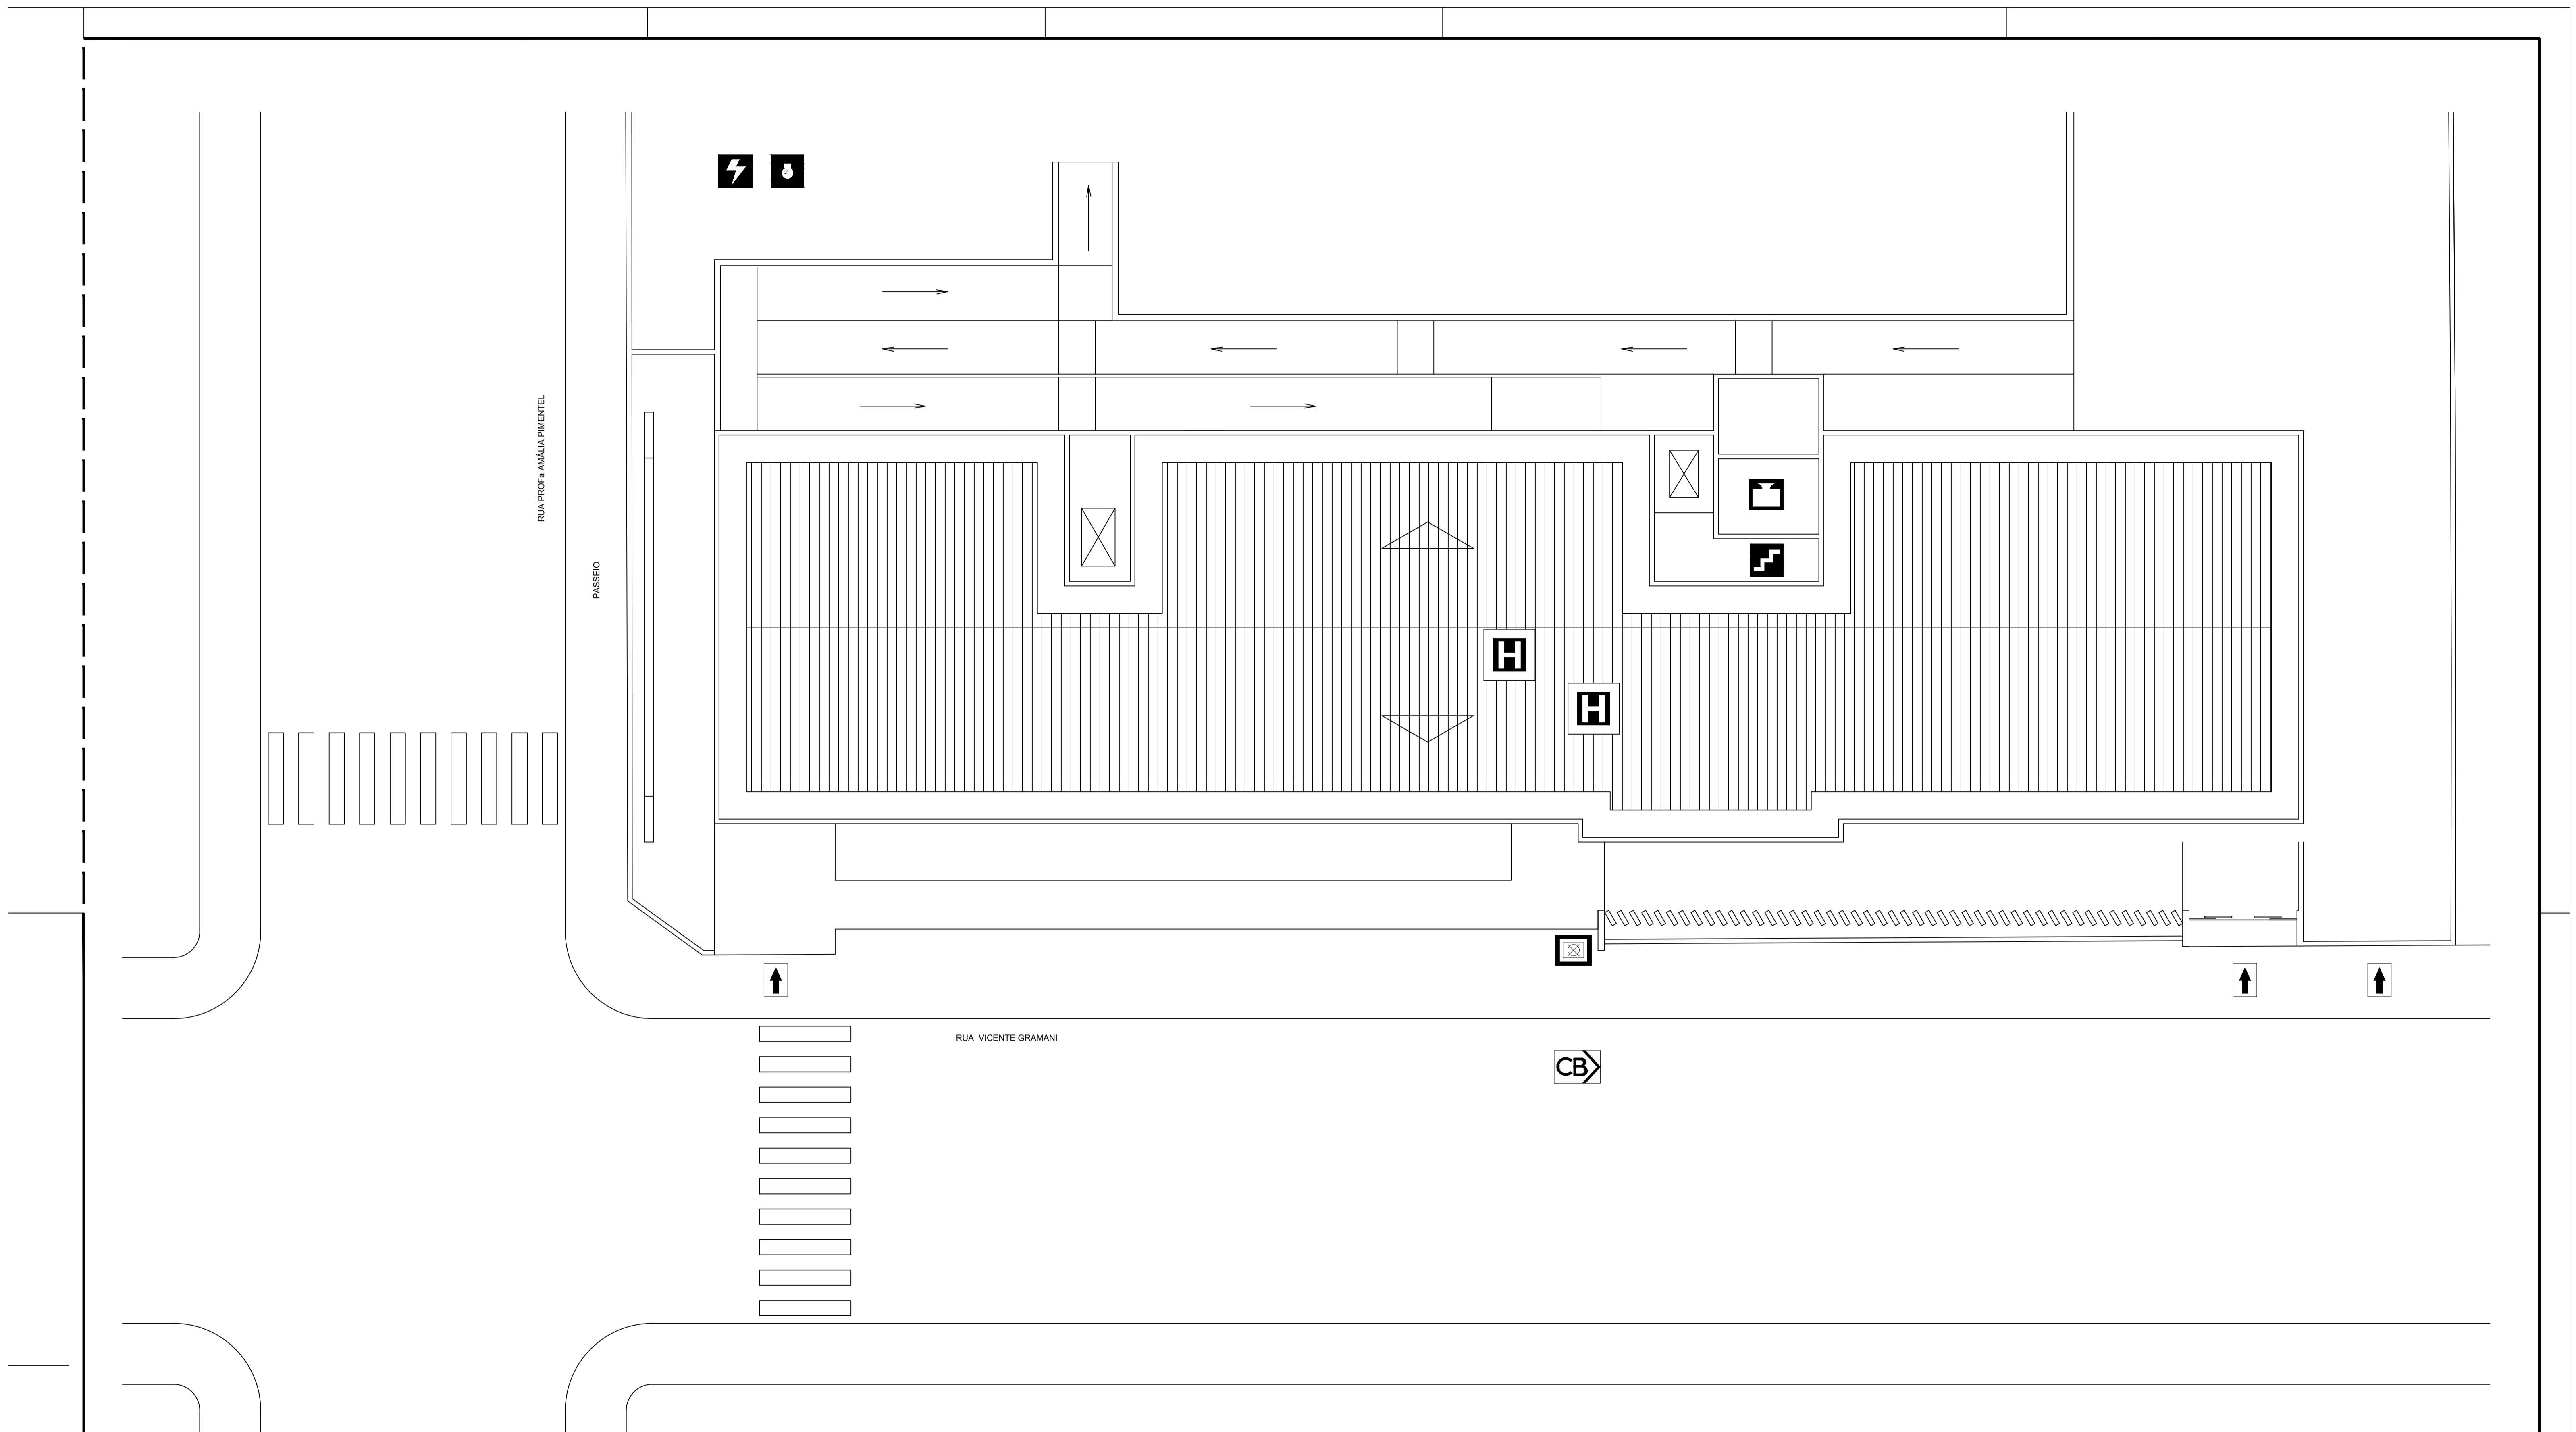 RUA PROFa AMÁLIA PIMENTEL
PASSEIO
H
H
RUA VICENTE GRAMANI
CB